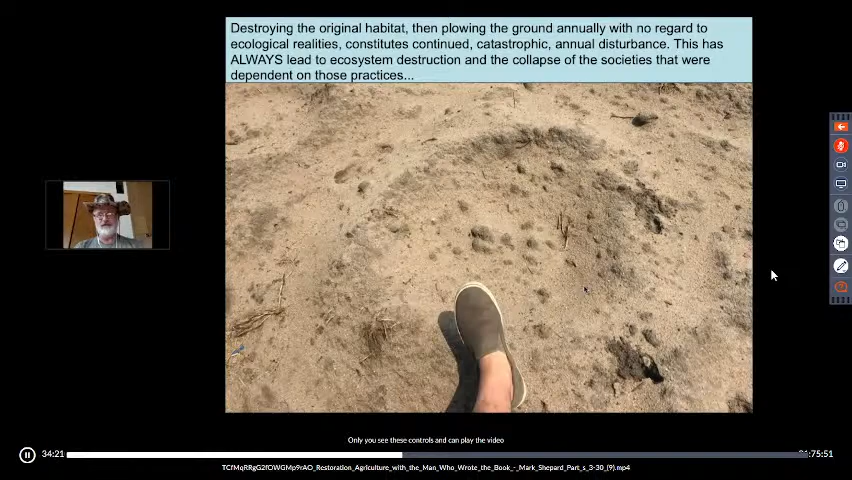 Destroying the original habitat, then plowing the ground annually with no regard to
ecological realities, constitutes continued, catastrophic, annual disturbance. This has
ALWAYS lead to ecosystem destruction and the collapse of the societies that were
dependent on those practices...
Only you see these controls and can play the video
34:21
75:51
TCfMqRRgG2fOWGMp9rAO_Restoration_Agriculture_with_the_Man_Who_Wrote_the_Book_-_Mark_Shepard_Part_s_3-30_(9).mp4